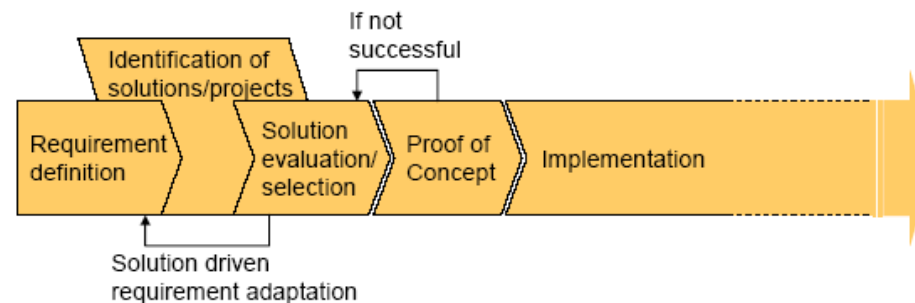 If not
successful
Identification of
solutions/projects
Requirement
definition
Solution
evaluation/
selection
Proof of
Concept
Implementation
Solution driven
requirement adaptation